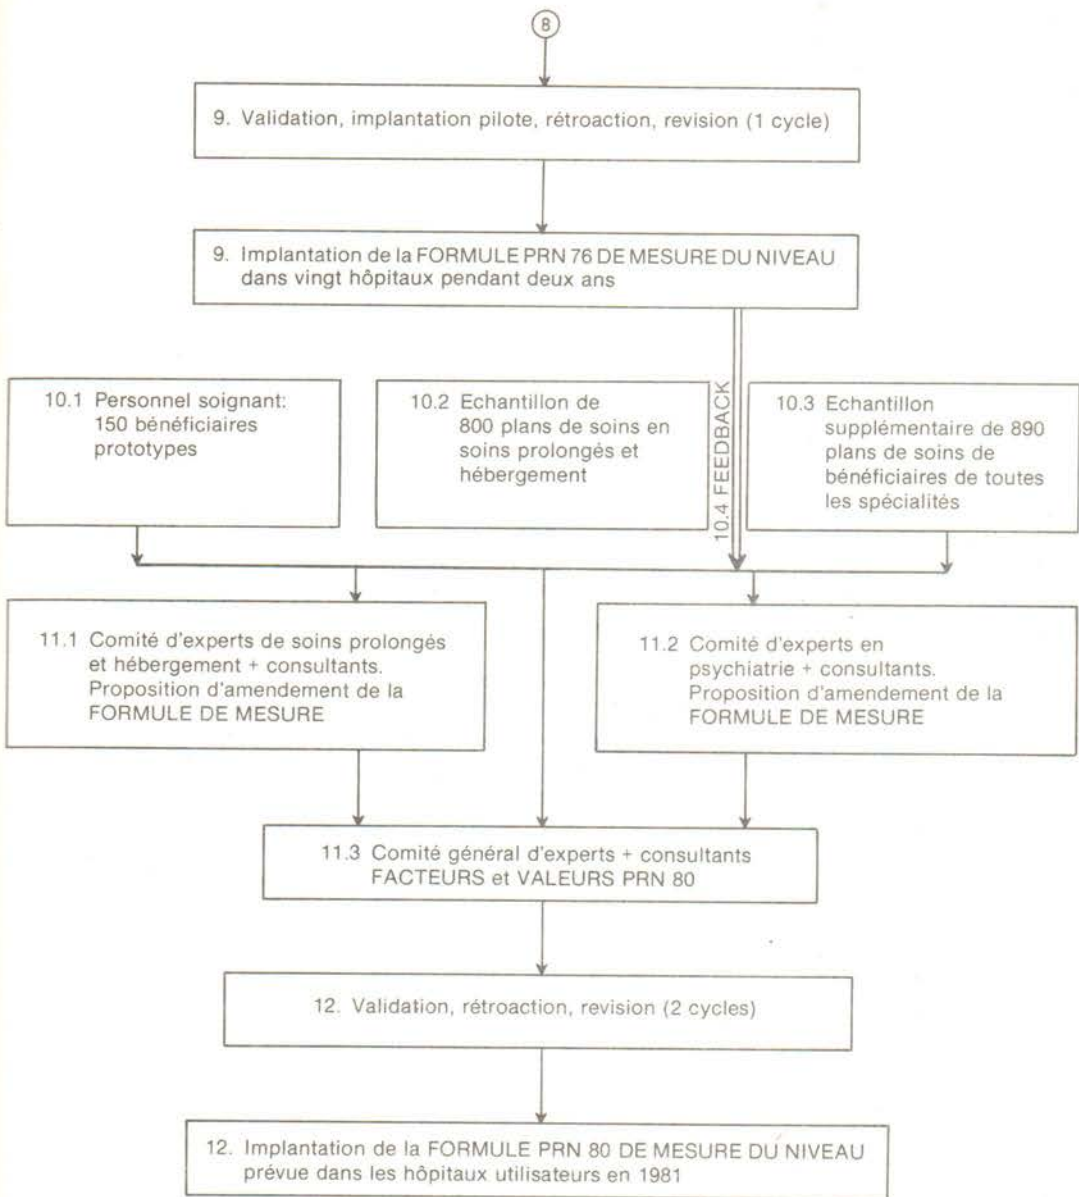 8
9. Validation, implantation pilote, rétroaction, revision (1 cycle)
9. Implantation de la FORMULE PRN 76 DE MESURE DU NIVEAU
dans vingt hôpitaux pendant deux ans
10.1 Personnel soignant:
150 bénéficiaires
prototypes
10.2 Echantillon de
800 plans de soins en
soins prolongés et
hébergement
10.4 FEEDBACK
10.3 Echantillon
supplémentaire de 890
plans de soins de
bénéficiaires de toutes
les spécialités
11.1 Comité d'experts de soins prolongés
et hébergement + consultants.
Proposition d'amendement de la
FORMULE DE MESURE
11.2 Comité d'experts en
psychiatrie + consultants.
Proposition d'amendement de la
FORMULE DE MESURE
11.3 Comité général d'experts + consultants
FACTEURS et VALEURS PRN 80
12. Validation, rétroaction, revision (2 cycles)
12. Implantation de la FORMULE PRN 80 DE MESURE DU NIVEAU
prévue dans les hôpitaux utilisateurs en 1981